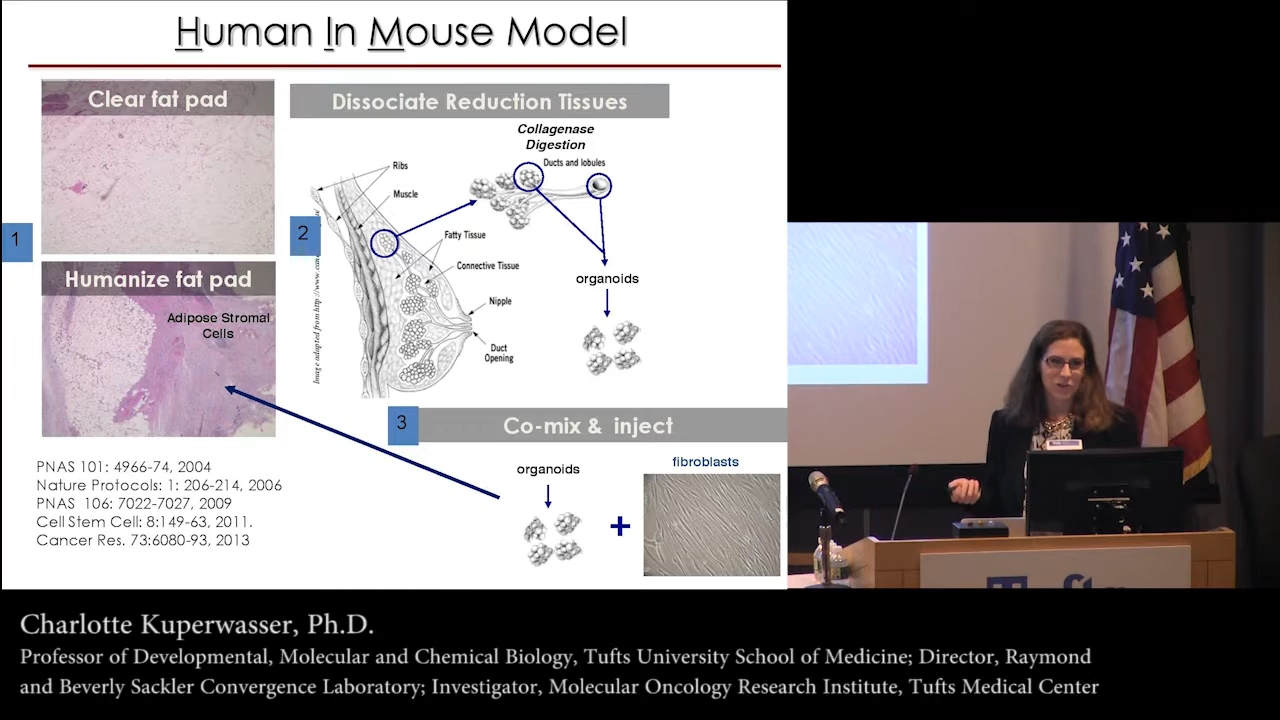 Human In Mouse Model
Clear fat pad
1
Humanize fat pad
Adipose Stromal
Cells
PNAS 101: 4966-74, 2004
Nature Protocols: 1: 206-214, 2006
PNAS 106: 7022-7027, 2009
Cell Stem Cell: 8:149-63, 2011.
Cancer Res. 73:6080-93, 2013
Dissociate Reduction Tissues
2
Collagenase
Digestion
Ducts and lobules
Ribs
Muscle
Fatty Tissue
Connective Tissue
Nipple
Duct
Opening
Image adapted from http://www.
organoids
3
Co-mix & inject
organoids
+
fibroblasts
Charlotte Kuperwasser, Ph.D.
Professor of Developmental, Molecular and Chemical Biology, Tufts University School of Medicine; Director, Raymond
and Beverly Sackler Convergence Laboratory; Investigator, Molecular Oncology Research Institute, Tufts Medical Center